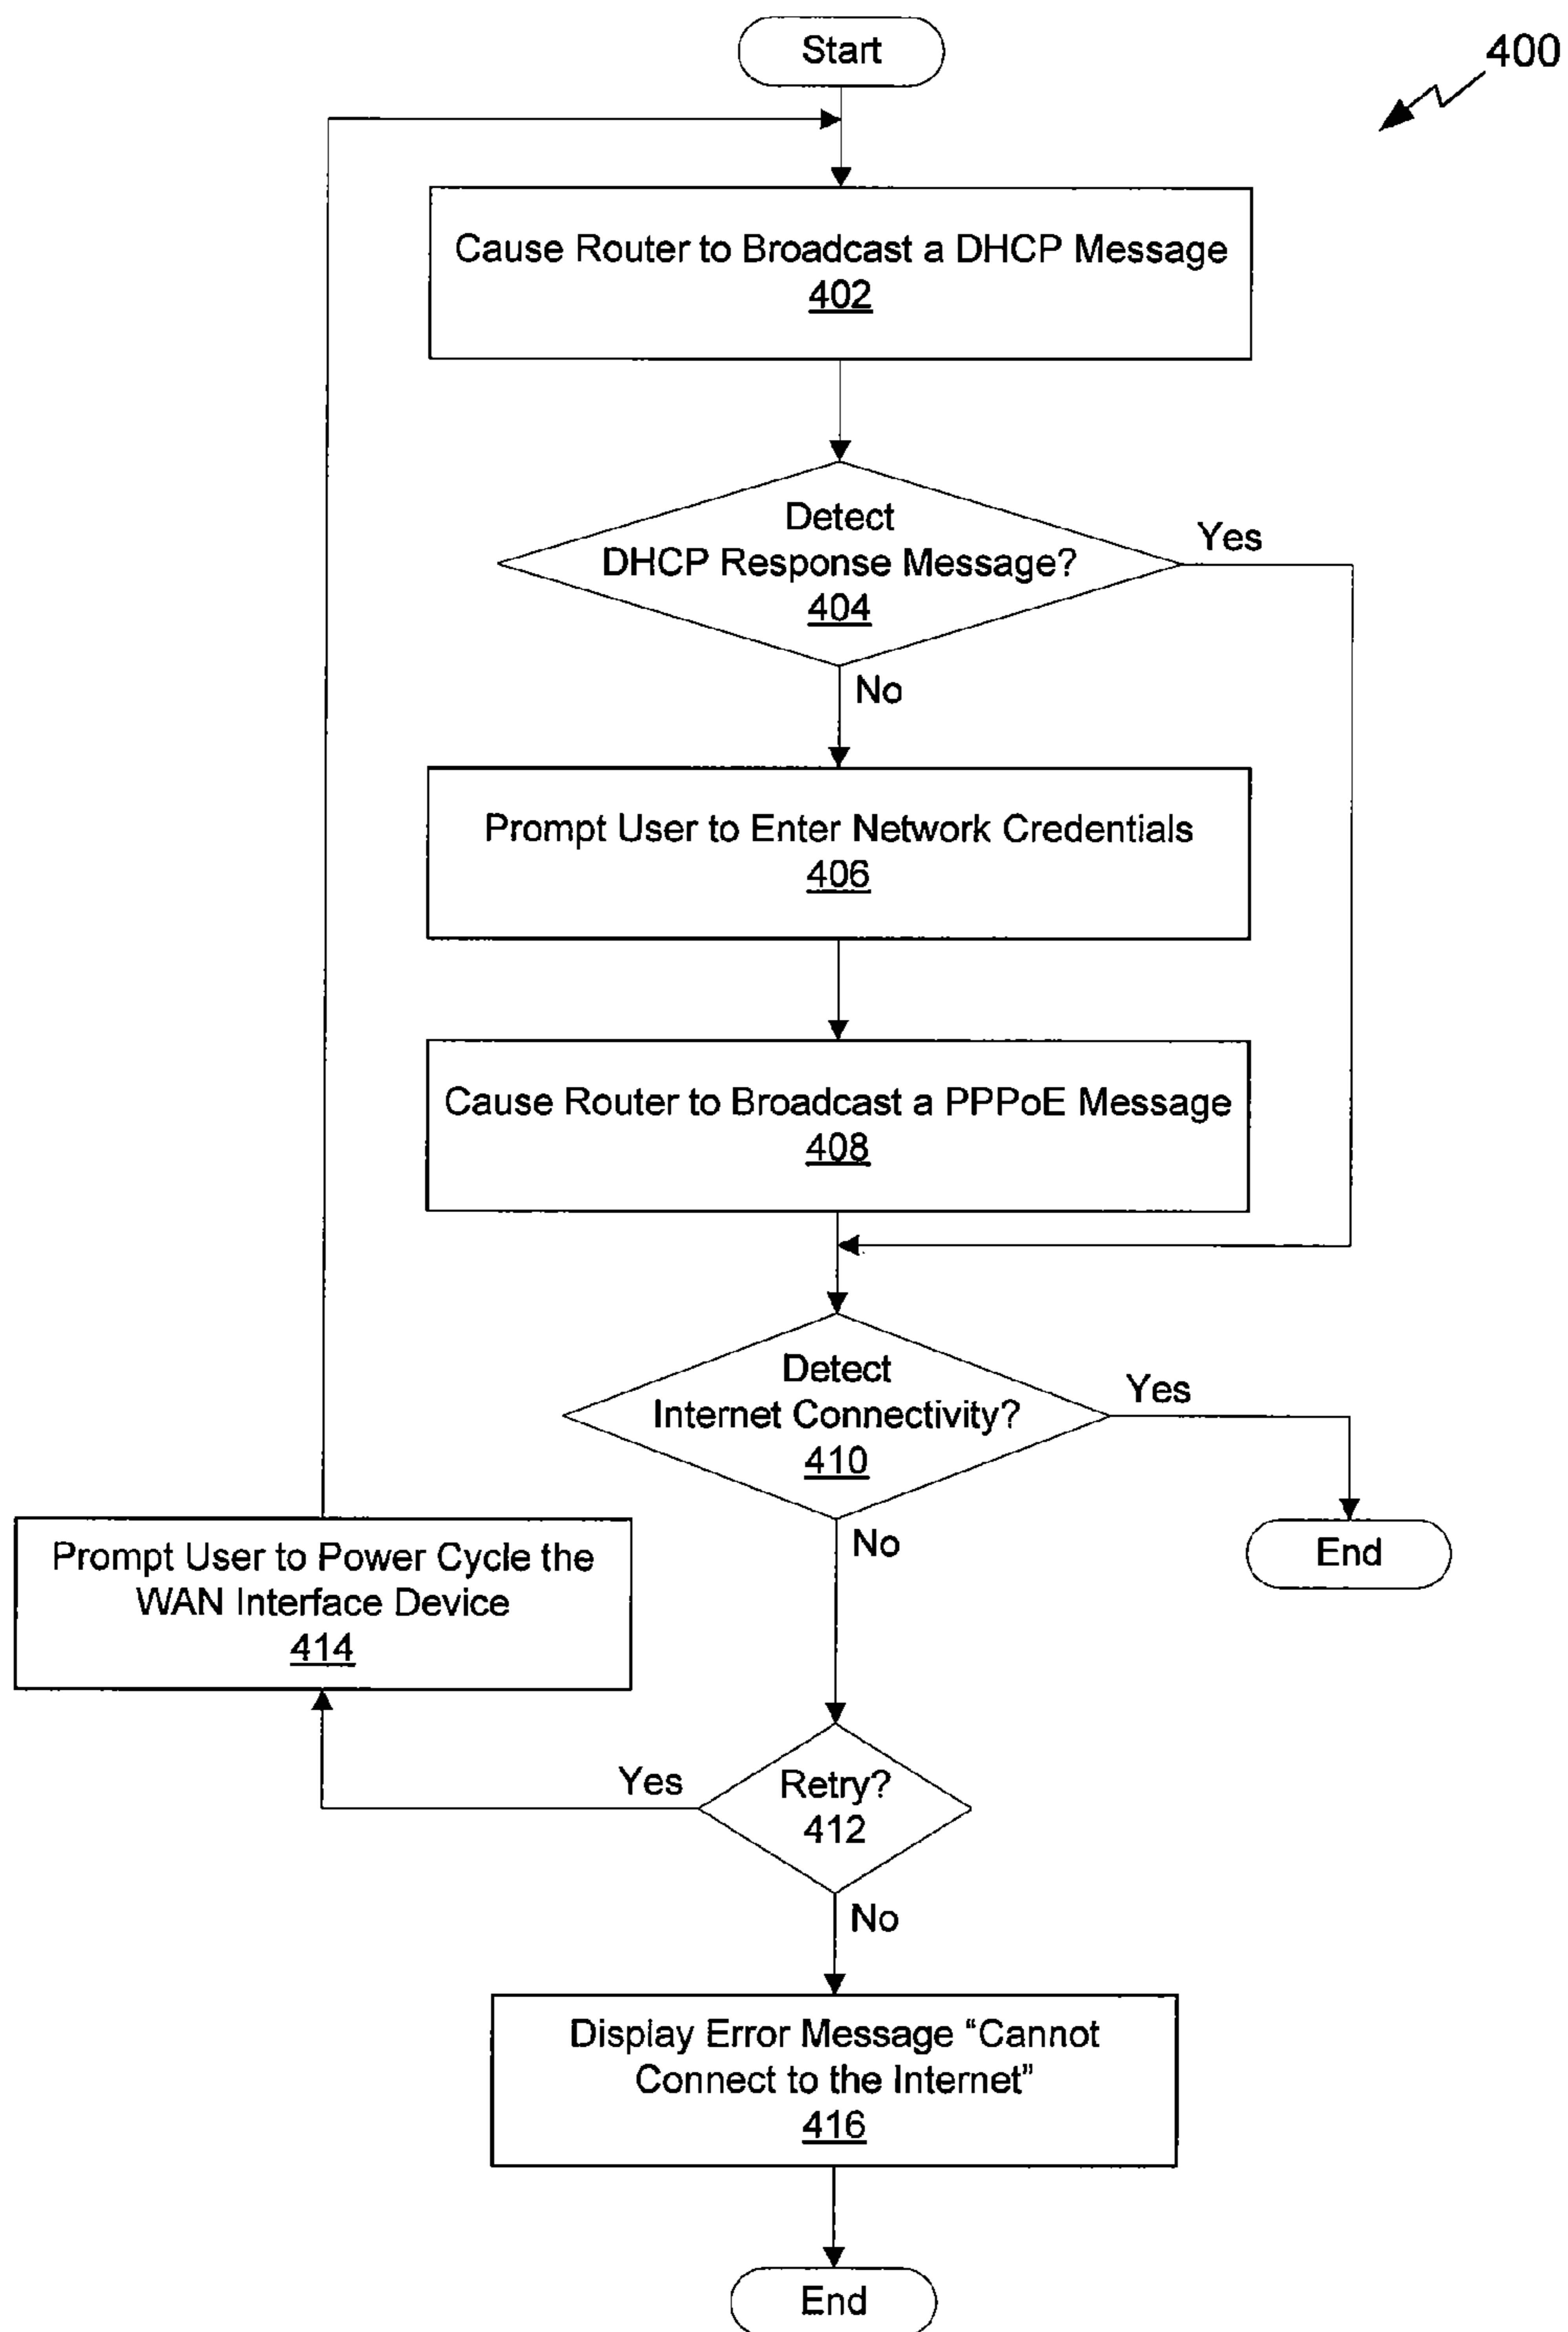 Start
400
Cause Router to Broadcast a DHCP Message
402
Detect
DHCP Response Message?
404
Yes
No
Prompt User to Enter Network Credentials
406
Cause Router to Broadcast a PPPoE Message
408
Detect
Internet Connectivity?
410
Yes
No
End
Prompt User to Power Cycle the
WAN Interface Device
414
Yes
Retry?
412
No
Display Error Message “Cannot
Connect to the Internet”
416
End